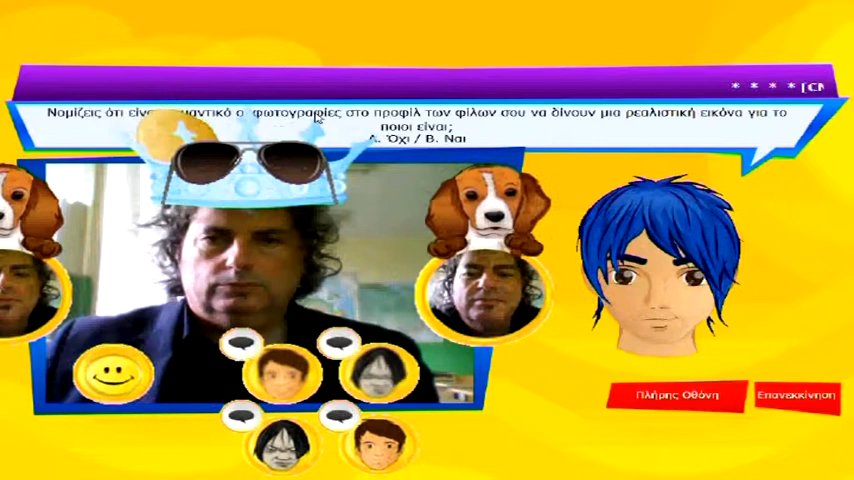 * * * * [CI
Νομίζεις ότι είναι σημαντικό οι φωτογραφίες στο προφίλ των φίλων σου να δίνουν μια ρεαλιστική εικόνα για το
ποιοι είναι;
Α. Όχι / Β. Ναι
Πλήρης Οθόνη
Επανεκκίνηση